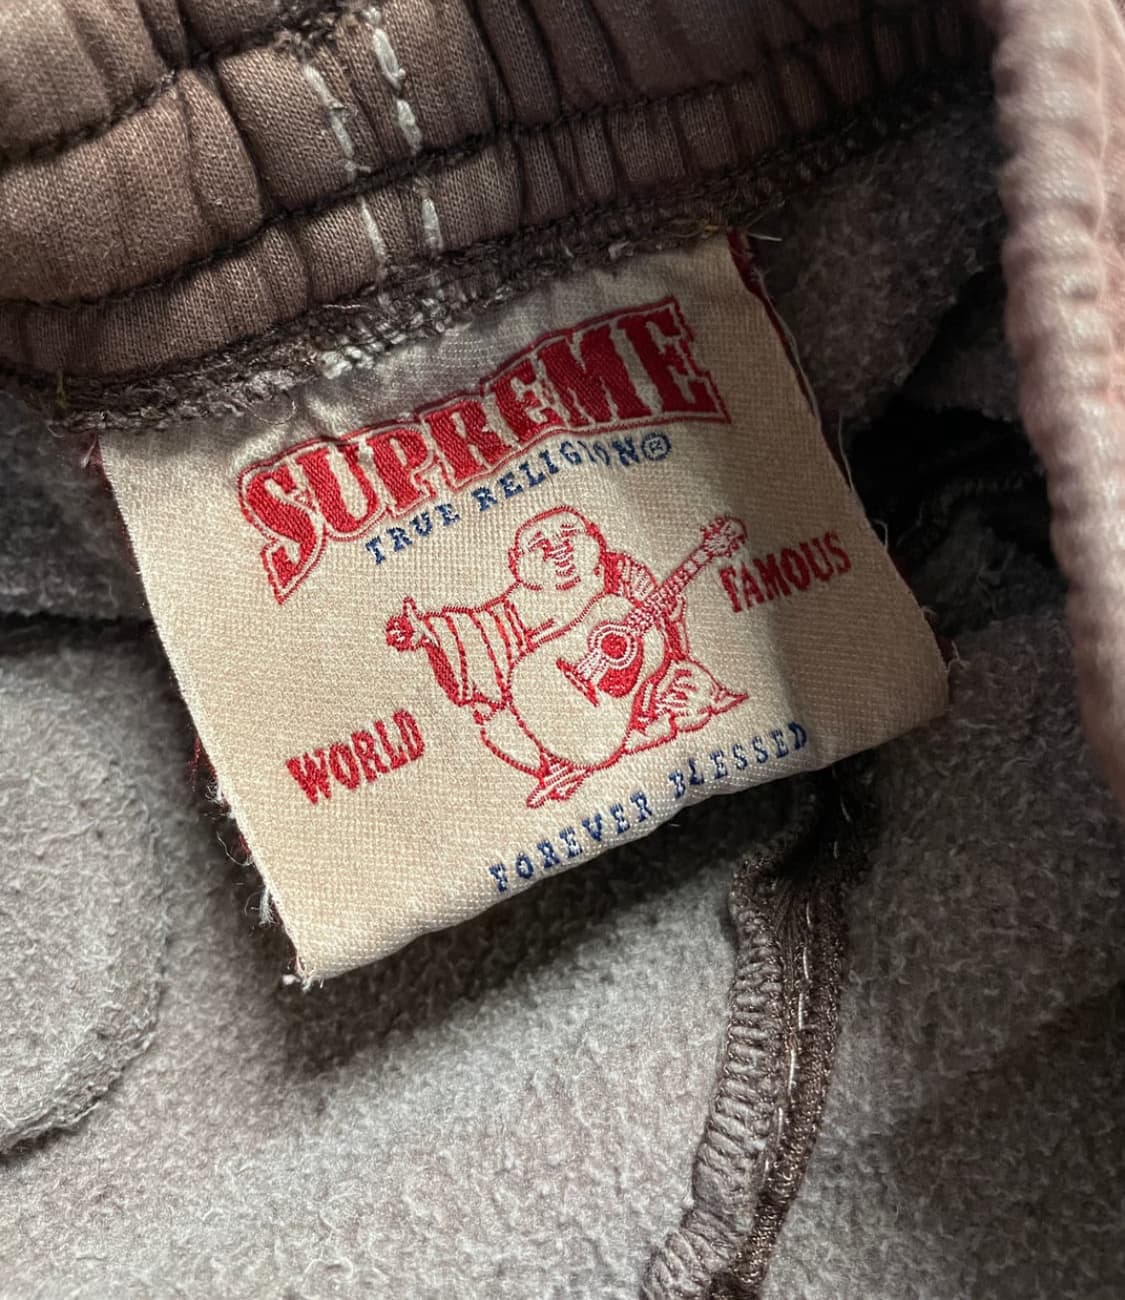 SUPREME
TRUE RELIGION®
WORLD FAMOUS
FOREVER BLESSED